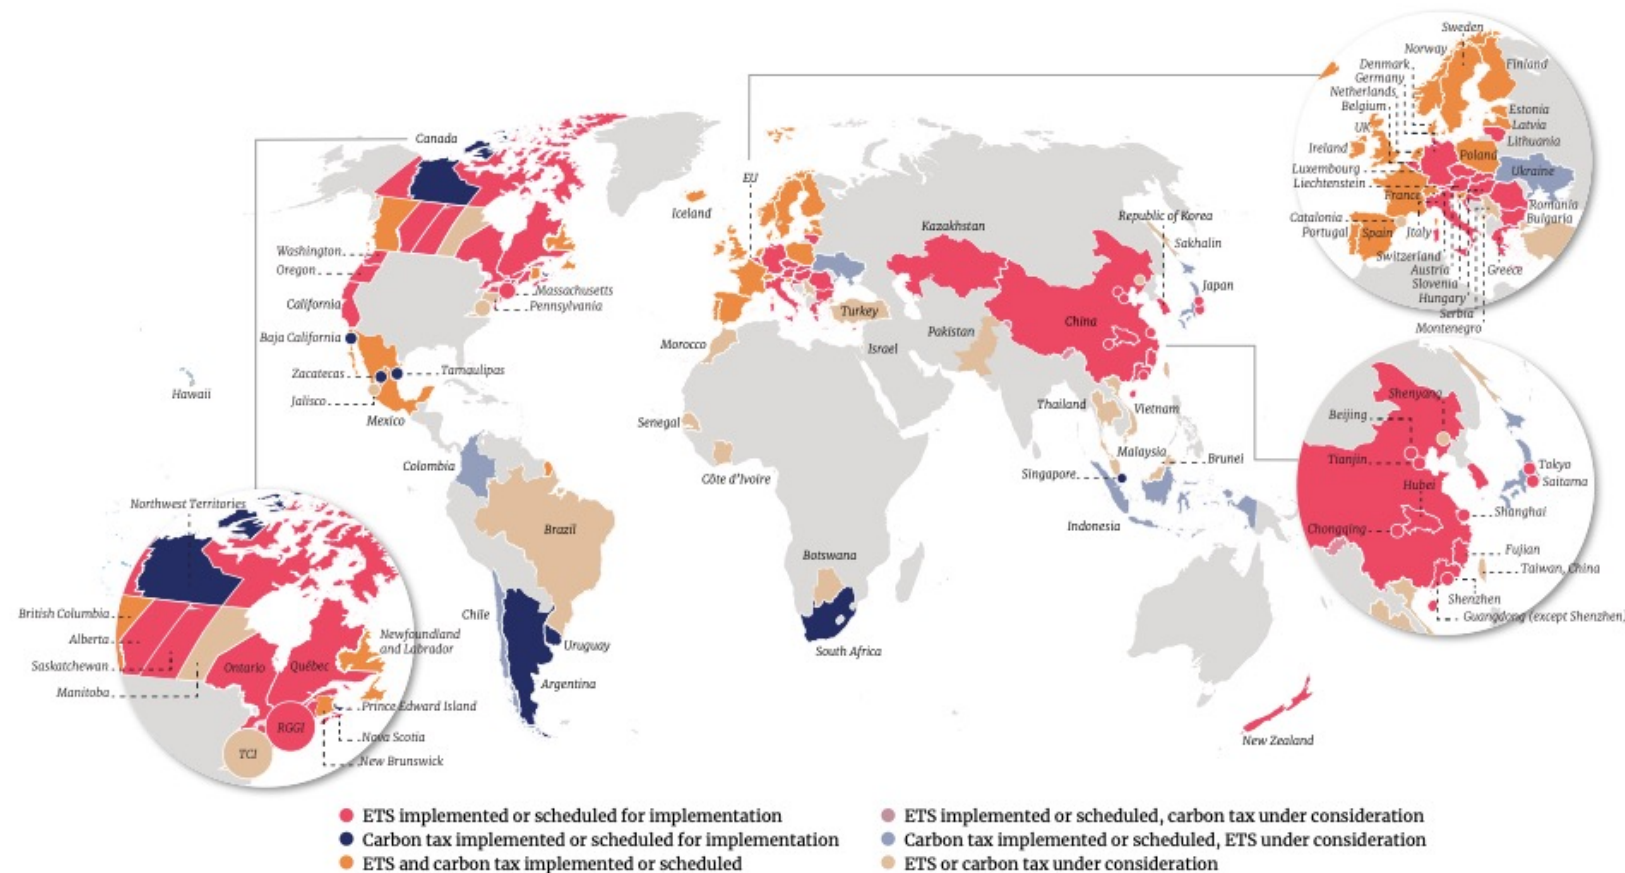 Canada
Washington
Oregon
California
Baja California
Zacatecas
Jalisco
Mexico
Hawaii
Massachusetts
Pennsylvania
Tamaulipas
Colombia
Brazil
Chile
Uruguay
Argentina
Iceland
EU
Kazakhstan
Republic of Korea
Sakhalin
Japan
China
Turkey
Pakistan
Israel
Morocco
Senegal
Côte d'Ivoire
Thailand
Vietnam
Malaysia
Brunei
Singapore
Indonesia
Botswana
South Africa
New Zealand
Sweden
Norway
Denmark
Germany
Netherlands
Belgium
UK
Ireland
Luxembourg
Liechtenstein
France
Catalonia
Portugal
Spain
Italy
Switzerland
Austria
Slovenia
Hungary
Serbia
Montenegro
Finland
Estonia
Latvia
Lithuania
Poland
Ukraine
Romania
Bulgaria
Greece
Shenyang
Beijing
Tianjin
Hubei
Chongqing
Tokyo
Saitama
Shanghai
Fujian
Taiwan, China
Shenzhen
Guangdong (except Shenzhen)
Northwest Territories
British Columbia
Alberta
Saskatchewan
Manitoba
Ontario
Québec
Newfoundland
and Labrador
Prince Edward Island
Nova Scotia
New Brunswick
RGGI
TCI
ETS implemented or scheduled for implementation
Carbon tax implemented or scheduled for implementation
ETS and carbon tax implemented or scheduled
ETS implemented or scheduled, carbon tax under consideration
Carbon tax implemented or scheduled, ETS under consideration
ETS or carbon tax under consideration